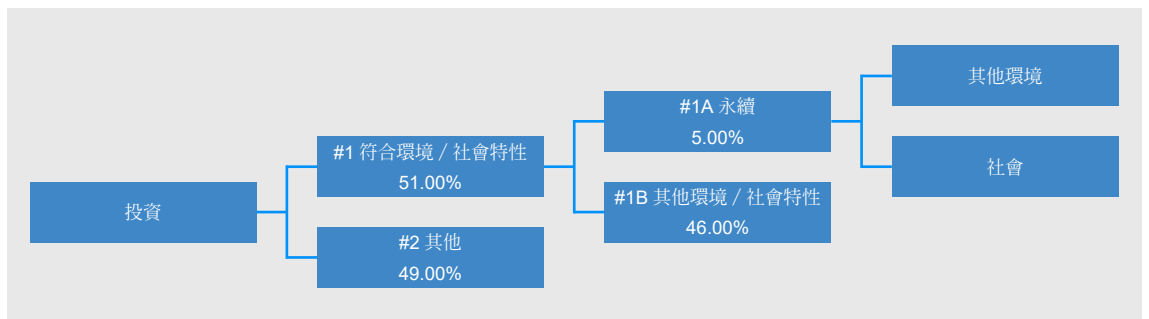 投資
#1 符合環境 / 社會特性
51.00%
#2 其他
49.00%
#1A 永續
5.00%
#1B 其他環境 / 社會特性
46.00%
其他環境
社會